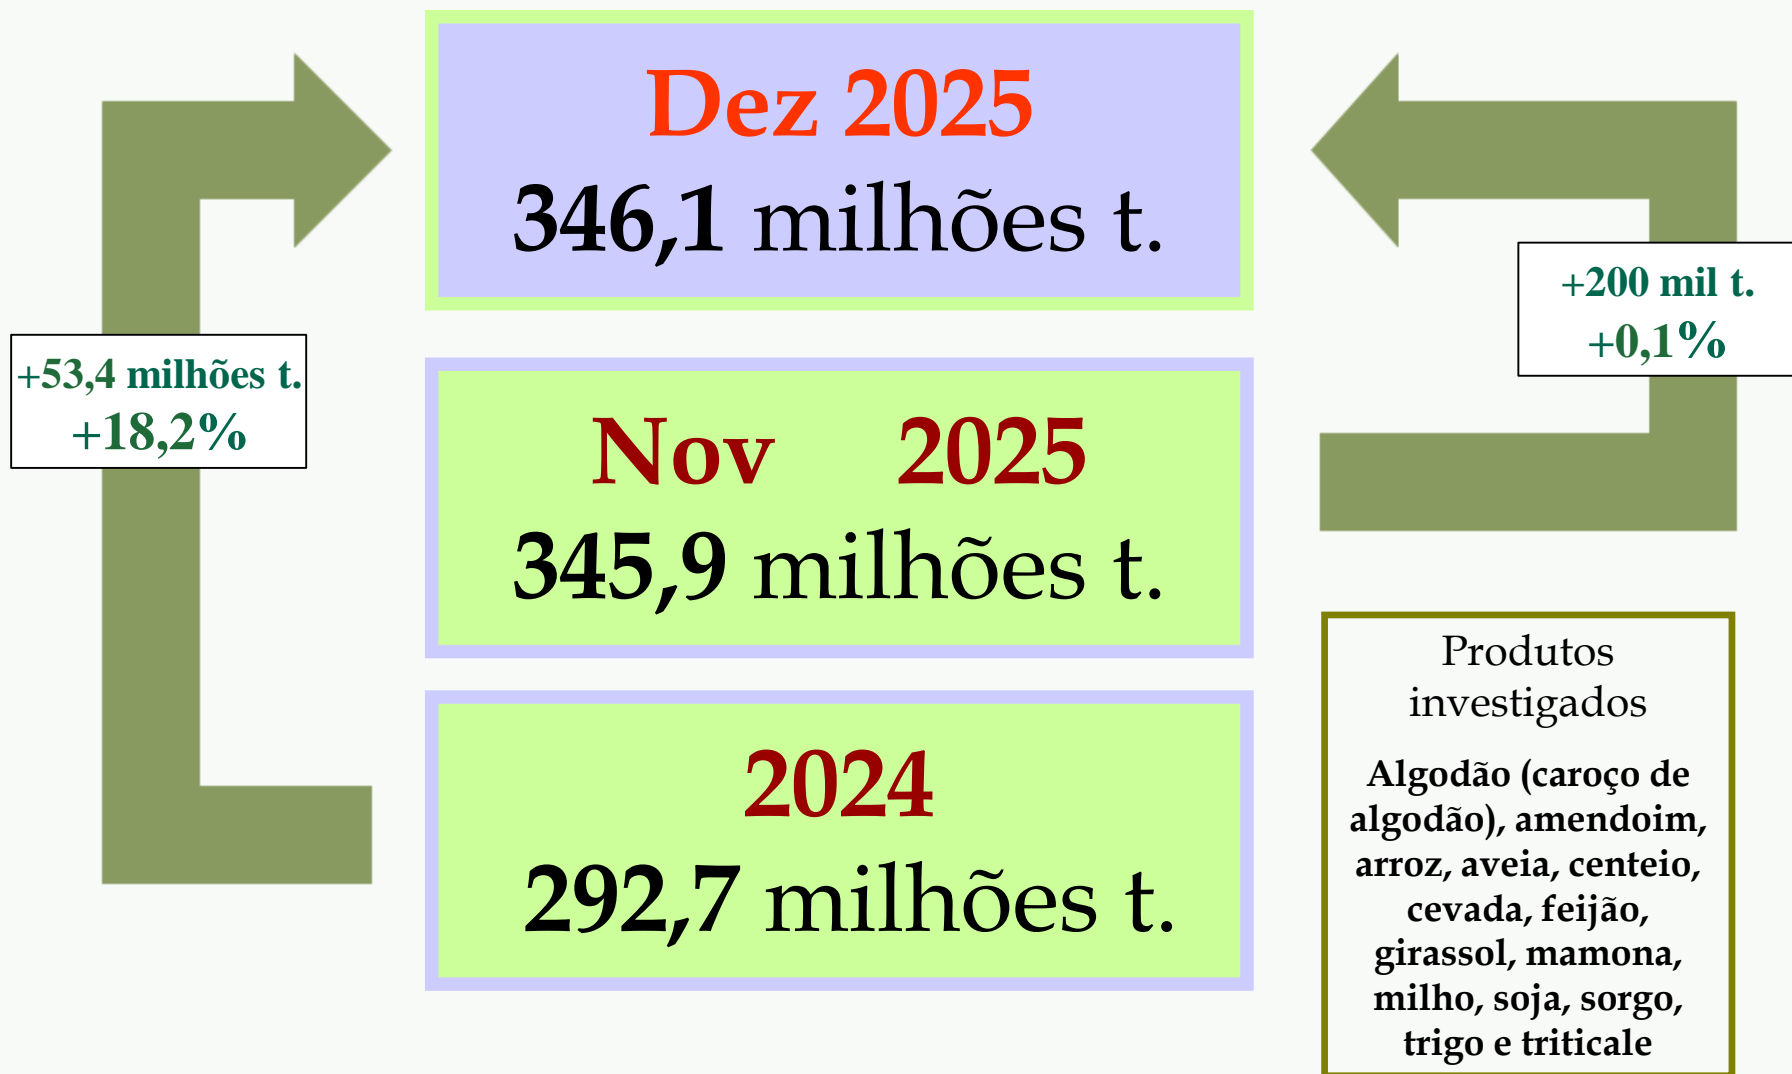 Dez 2025
346,1 milhões t.
+200 mil t.
+0,1%
+53,4 milhões t.
+18,2%
Nov 2025
345,9 milhões t.
2024
292,7 milhões t.
Produtos
investigados
Algodão (caroço de
algodão), amendoim,
arroz, aveia, centeio,
cevada, feijão,
girassol, mamona,
milho, soja, sorgo,
trigo e triticale